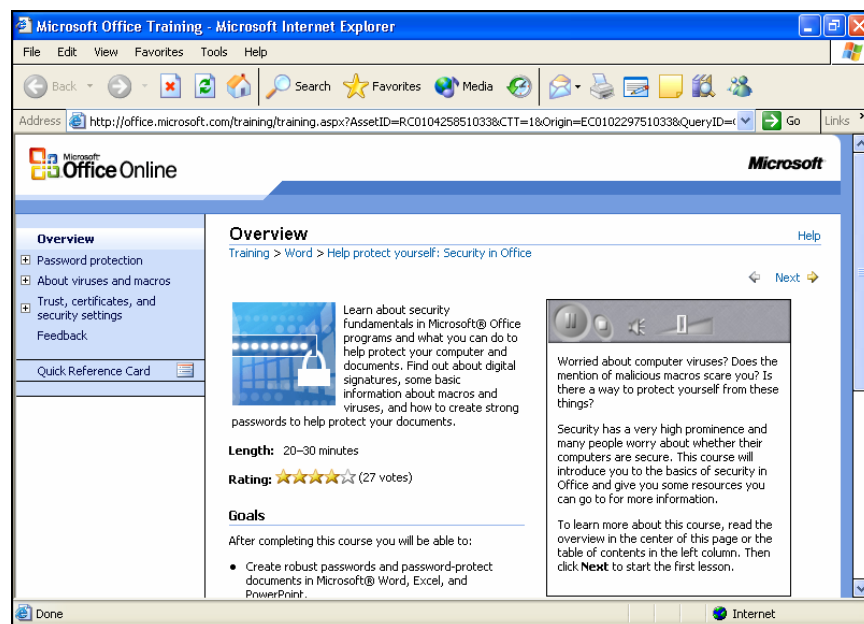 Microsoft Office Training - Microsoft Internet Explorer
File Edit View Favorites Tools Help
Back Search Favorites Media
Address http://office.microsoft.com/training/training.aspx?AssetID=RC010425851033&CTT=1&Origin=EC010229751033&QueryID= Go Links
Microsoft
Office Online
Microsoft
Overview
Password protection
About viruses and macros
Trust, certificates, and
security settings
Feedback
Quick Reference Card
Overview
Help
Training > Word > Help protect yourself: Security in Office
Next
Learn about security
fundamentals in Microsoft® Office
programs and what you can do to
help protect your computer and
documents. Find out about digital
signatures, some basic
information about macros and
viruses, and how to create strong
passwords to help protect your documents.
Length: 20–30 minutes
Rating: (27 votes)
Goals
After completing this course you will be able to:
• Create robust passwords and password-protect
documents in Microsoft® Word, Excel, and
PowerPoint.
Worried about computer viruses? Does the
mention of malicious macros scare you? Is
there a way to protect yourself from these
things?
Security has a very high prominence and
many people worry about whether their
computers are secure. This course will
introduce you to the basics of security in
Office and give you some resources you
can go to for more information.
To learn more about this course, read the
overview in the center of this page or the
table of contents in the left column. Then
click Next to start the first lesson.
Done
Internet